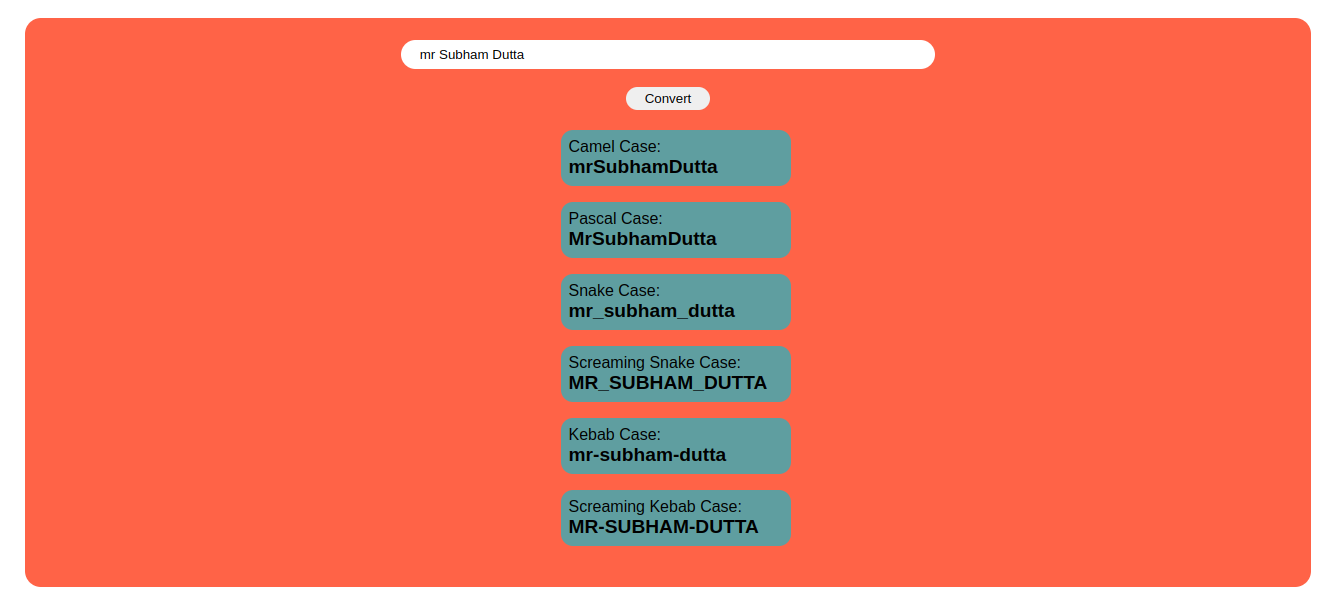 mr Subham Dutta
Convert
Camel Case:
mrSubhamDutta
Pascal Case:
MrSubhamDutta
Snake Case:
mr_subham_dutta
Screaming Snake Case:
MR_SUBHAM_DUTTA
Kebab Case:
mr-subham-dutta
Screaming Kebab Case:
MR-SUBHAM-DUTTA